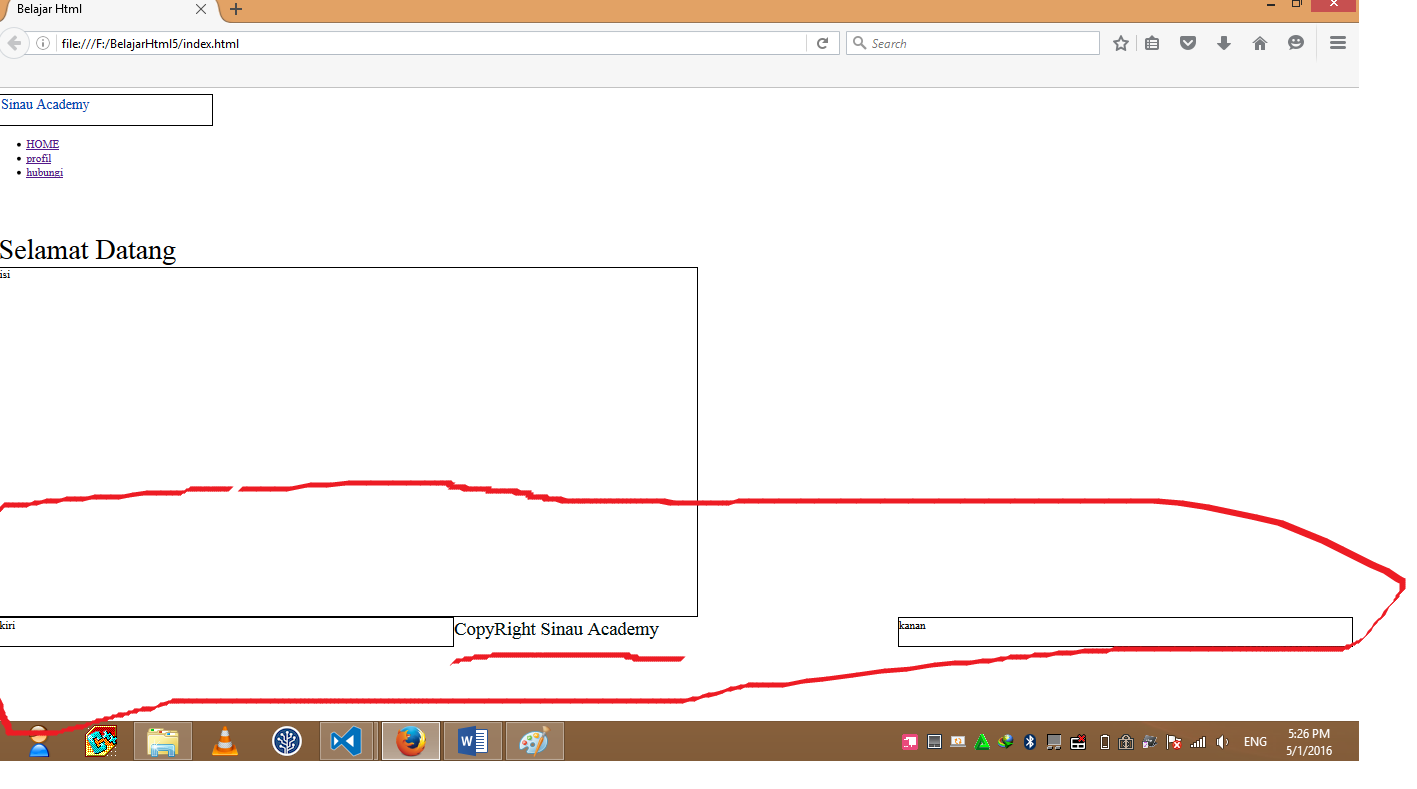 Belajar Html
file:///F:/BelajarHtml5/index.html
Search
Sinau Academy
HOME
profil
hubungi
Selamat Datang
isi
kiri
CopyRight Sinau Academy
kanan
ENG
5:26 PM
5/1/2016